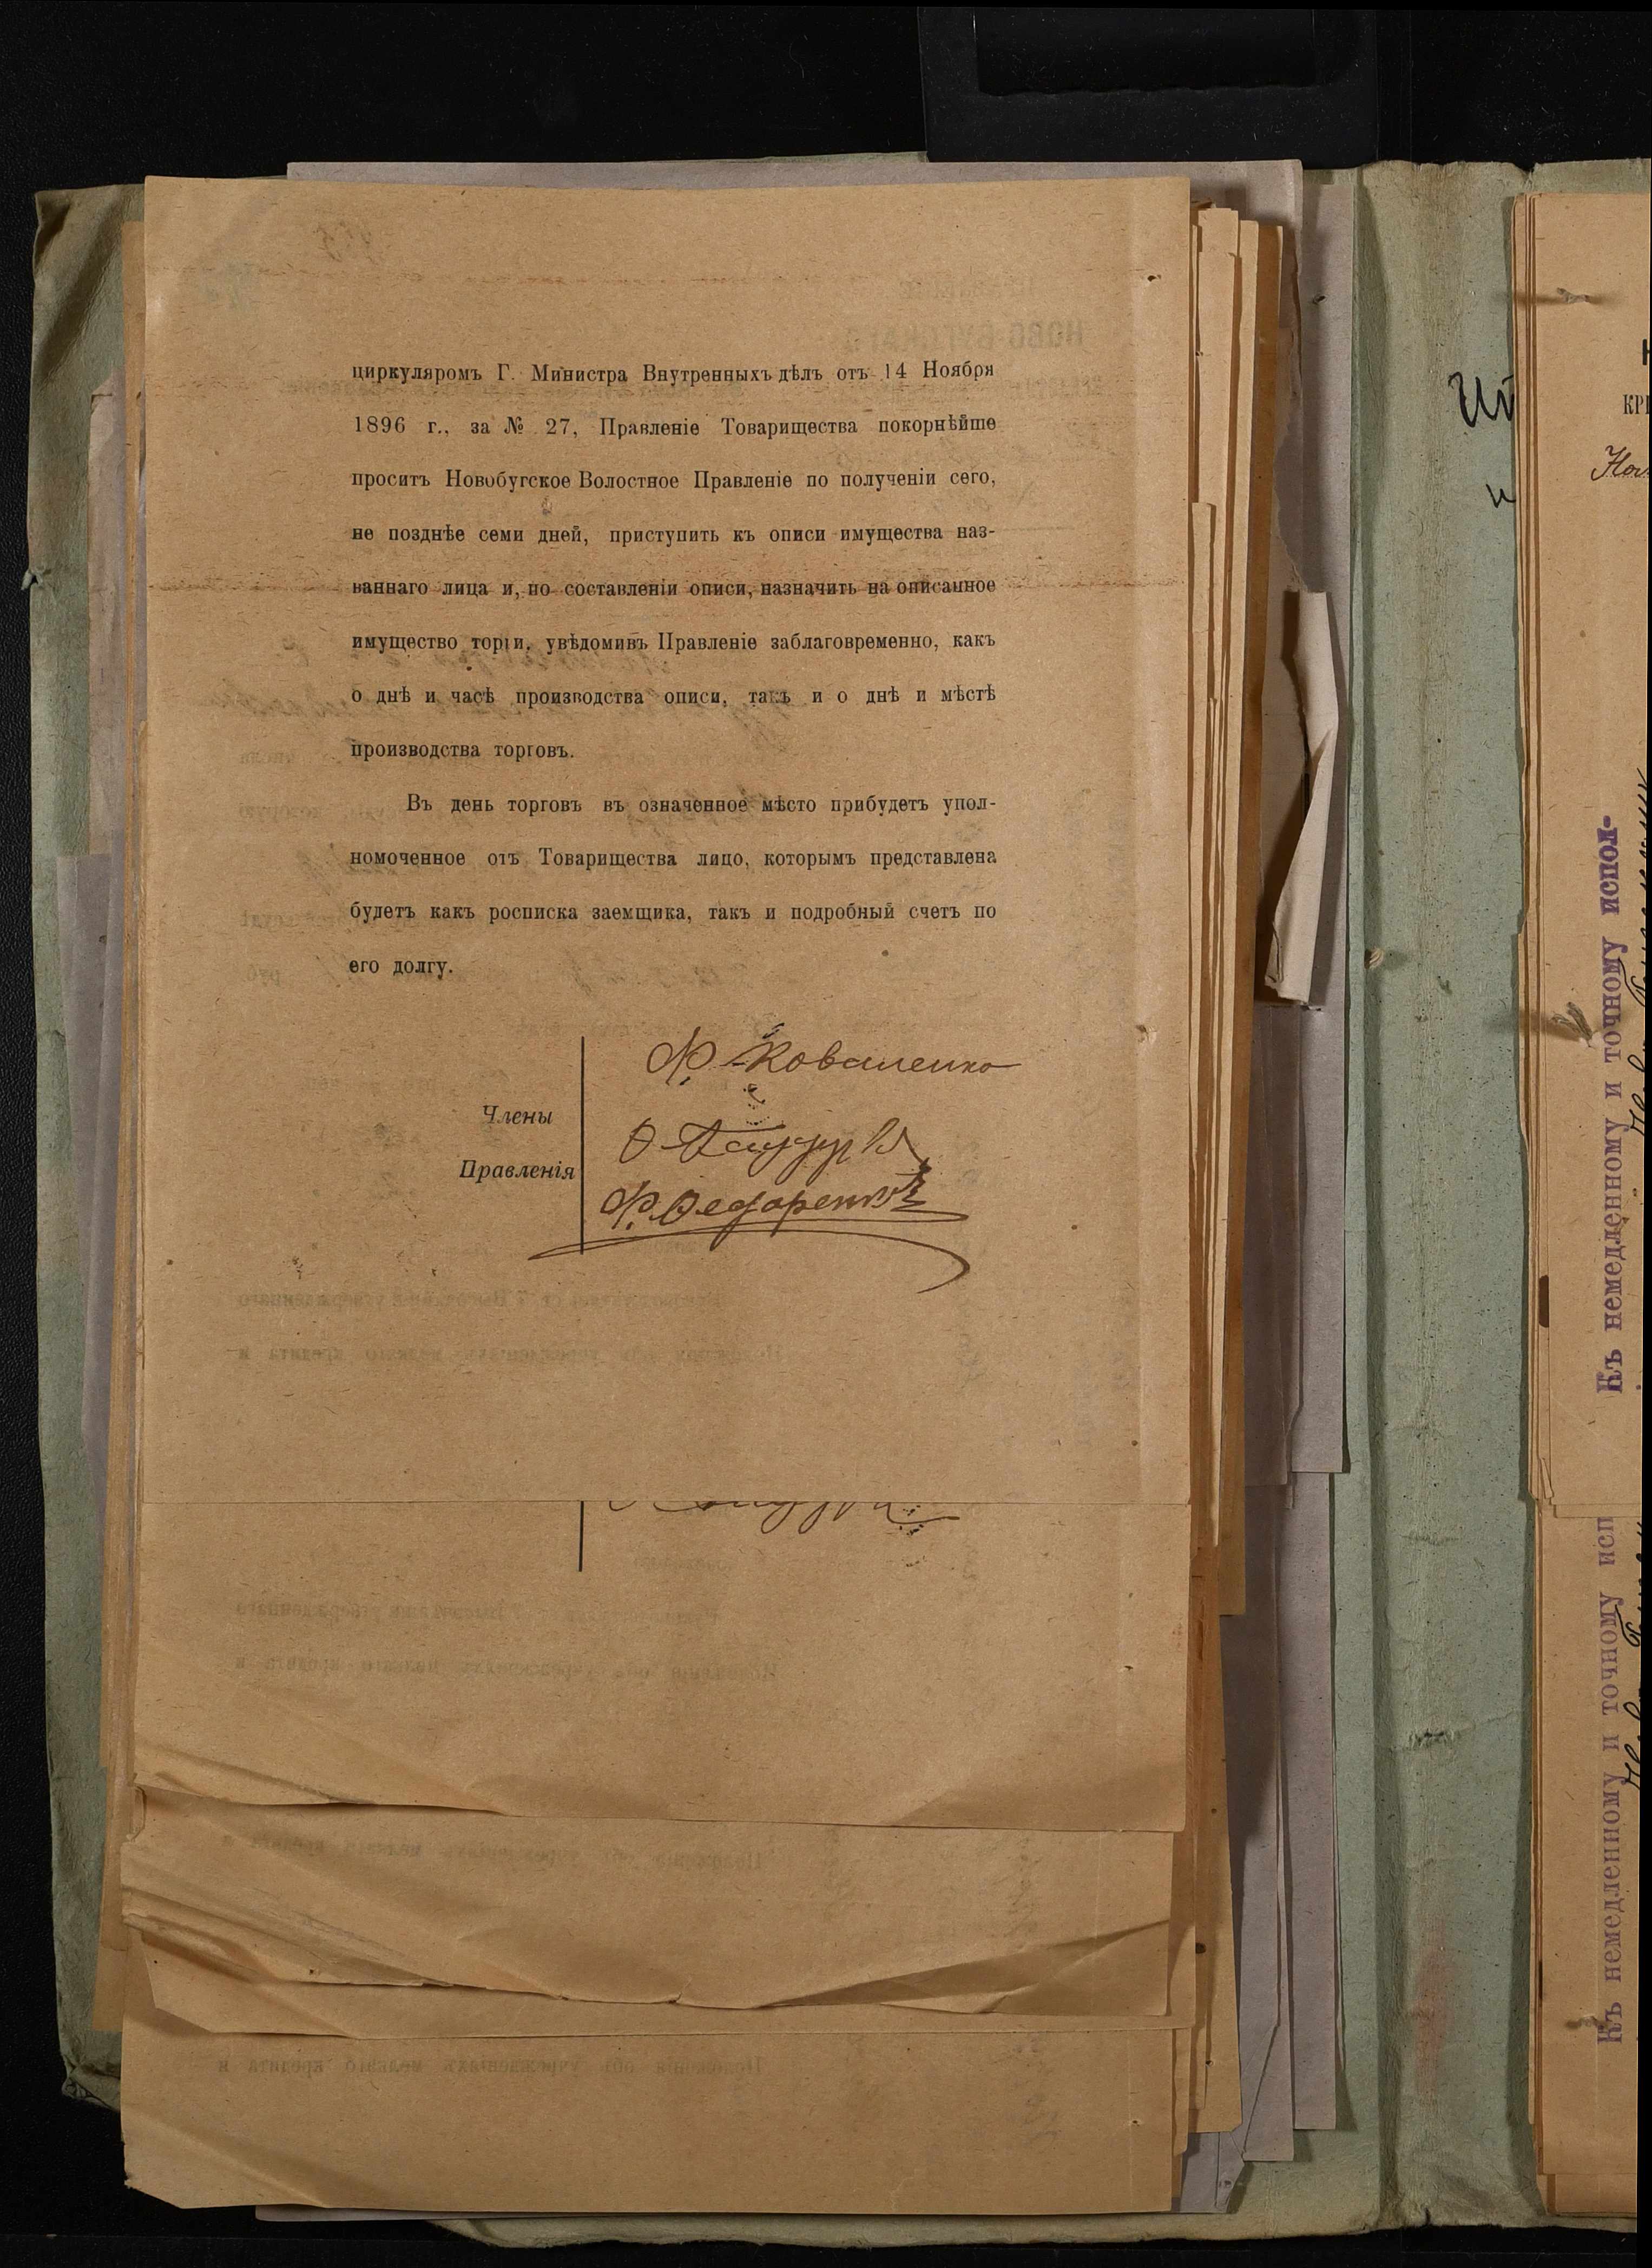 циркуляромъ Г. Министра Внутренныхъ дѣлъ отъ 14 Ноября
1896 г., за № 27, Правленіе Товарищества покорнѣйше
проситъ Новобугское Волостное Правленіе по полученіи сего,
не позднѣе семи дней, приступить къ описи имущества наз-
ваннаго лица и, по составленіи описи, назначить на описанное
имущество торги, увѣдомивъ Правленіе заблаговременно, какъ
о днѣ и часѣ производства описи, такъ и о днѣ и мѣстѣ
производства торговъ.
Въ день торговъ въ означенное мѣсто прибудетъ упол-
номоченное отъ Товарищества лицо, которымъ представлена
будетъ какъ росписка заемщика, такъ и подробный счетъ по
его долгу.
Ф. Коваленко
Члены
Правленія
Ф. Ѳедоренко
Къ немедленному и точному испол-
Къ немедленному и точному исп